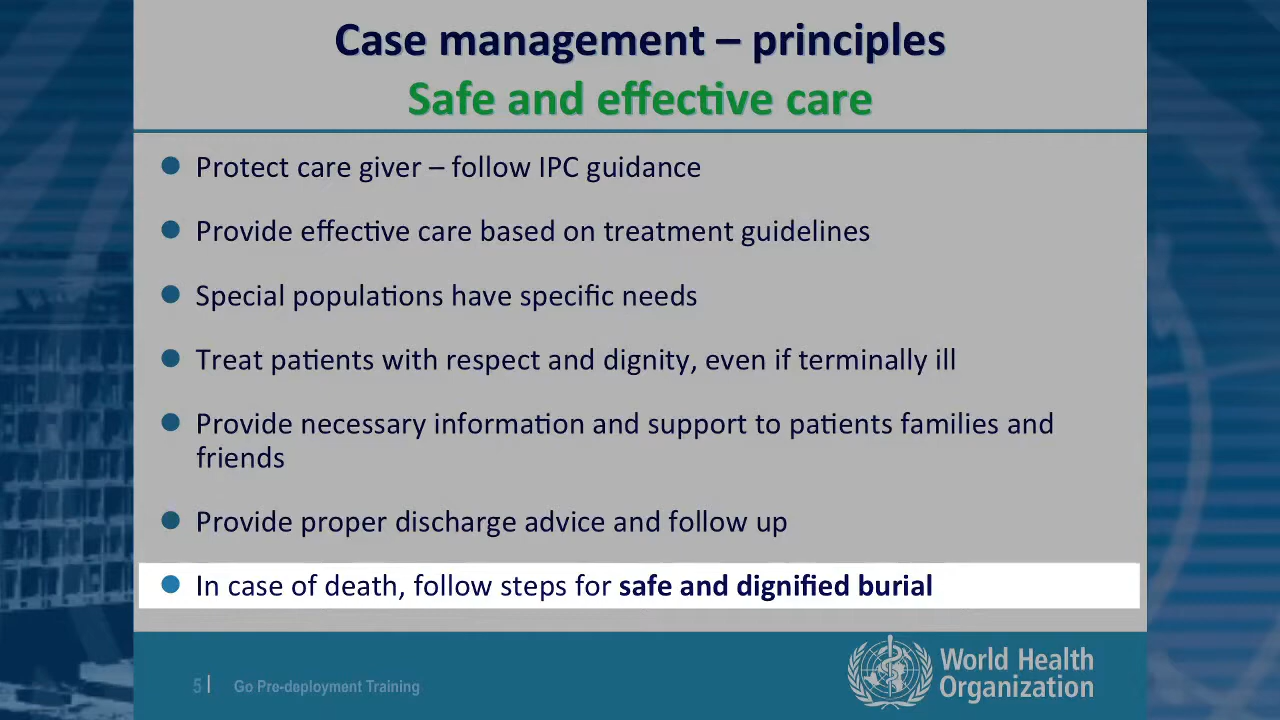 Case management – principles
Safe and effective care
Protect care giver – follow IPC guidance
Provide effective care based on treatment guidelines
Special populations have specific needs
Treat patients with respect and dignity, even if terminally ill
Provide necessary information and support to patients families and
friends
Provide proper discharge advice and follow up
In case of death, follow steps for safe and dignified burial
5 | Go Pre-deployment Training
World Health
Organization